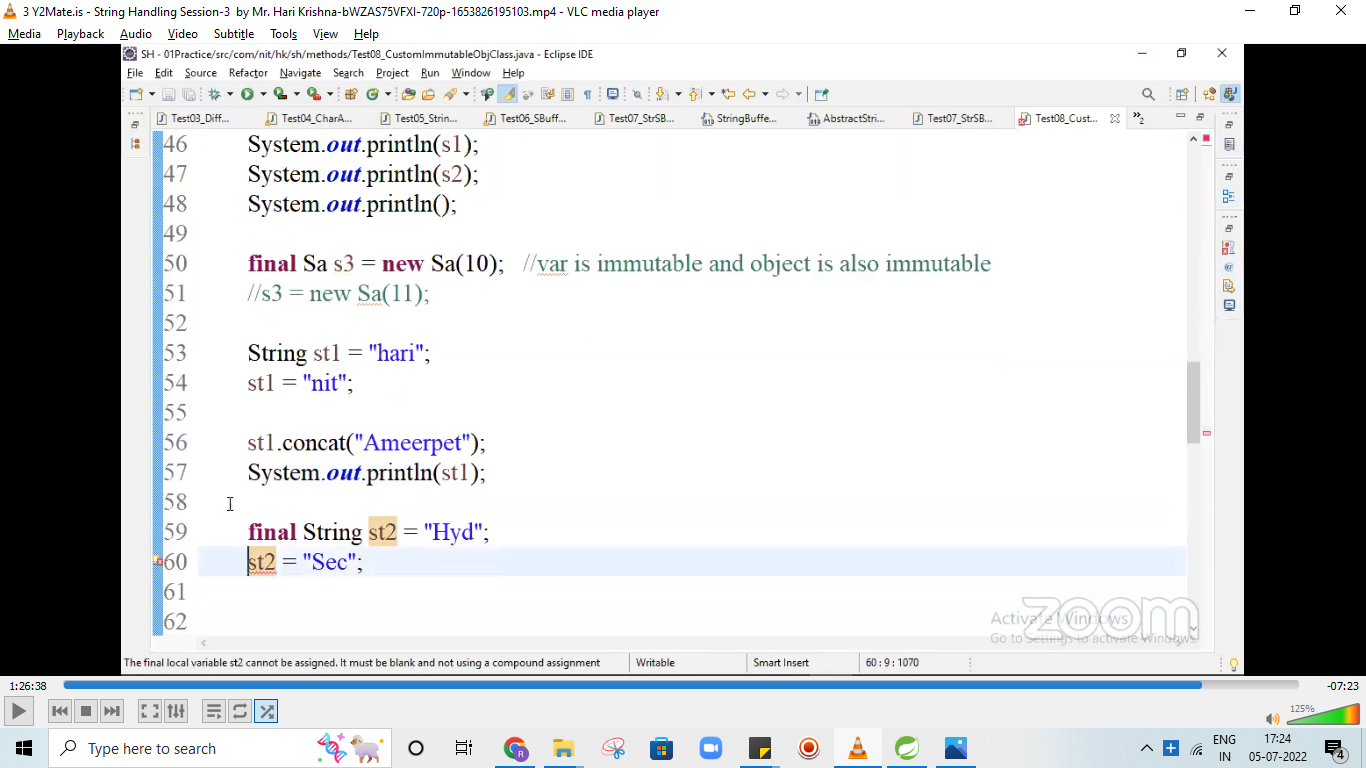 3 Y2Mate.is - String Handling Session-3 by Mr. Hari Krishna-bWZAS75VFXI-720p-1653826195103.mp4 - VLC media player
Media Playback Audio Video Subtitle Tools View Help
SH - 01Practice/src/com/nit/hk/sh/methods/Test08_CustomImmutableObjClass.java - Eclipse IDE
File Edit Source Refactor Navigate Search Project Run Window Help
Test03_Diff... Test04_CharA... Test05_Strin... Test06_SBuff... Test07_StrSB... StringBuffe... AbstractStri... Test07_StrSB... Test08_Cust... »2
46 System.out.println(s1);
47 System.out.println(s2);
48 System.out.println();
49
50 final Sa s3 = new Sa(10); //var is immutable and object is also immutable
51 //s3 = new Sa(11);
52
53 String st1 = "hari";
54 st1 = "nit";
55
56 st1.concat("Ameerpet");
57 System.out.println(st1);
58
59 final String st2 = "Hyd";
60 st2 = "Sec";
61
62
zoom
Activate Windows
Go to Settings to activate Windows.
The final local variable st2 cannot be assigned. It must be blank and not using a compound assignment Writable Smart Insert 60 : 9 : 1070
1:26:38 -07:23
125%
Type here to search
ENG 17:24
IN 05-07-2022 4